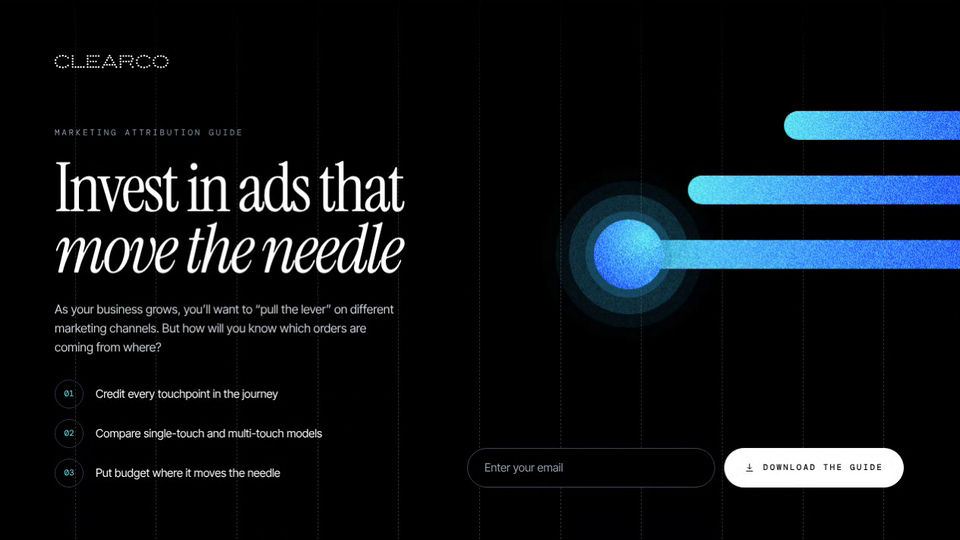 CLEARCO
MARKETING ATTRIBUTION GUIDE
Invest in ads that
move the needle
As your business grows, you’ll want to “pull the lever” on different
marketing channels. But how will you know which orders are
coming from where?
01 Credit every touchpoint in the journey
02 Compare single-touch and multi-touch models
03 Put budget where it moves the needle
Enter your email
DOWNLOAD THE GUIDE